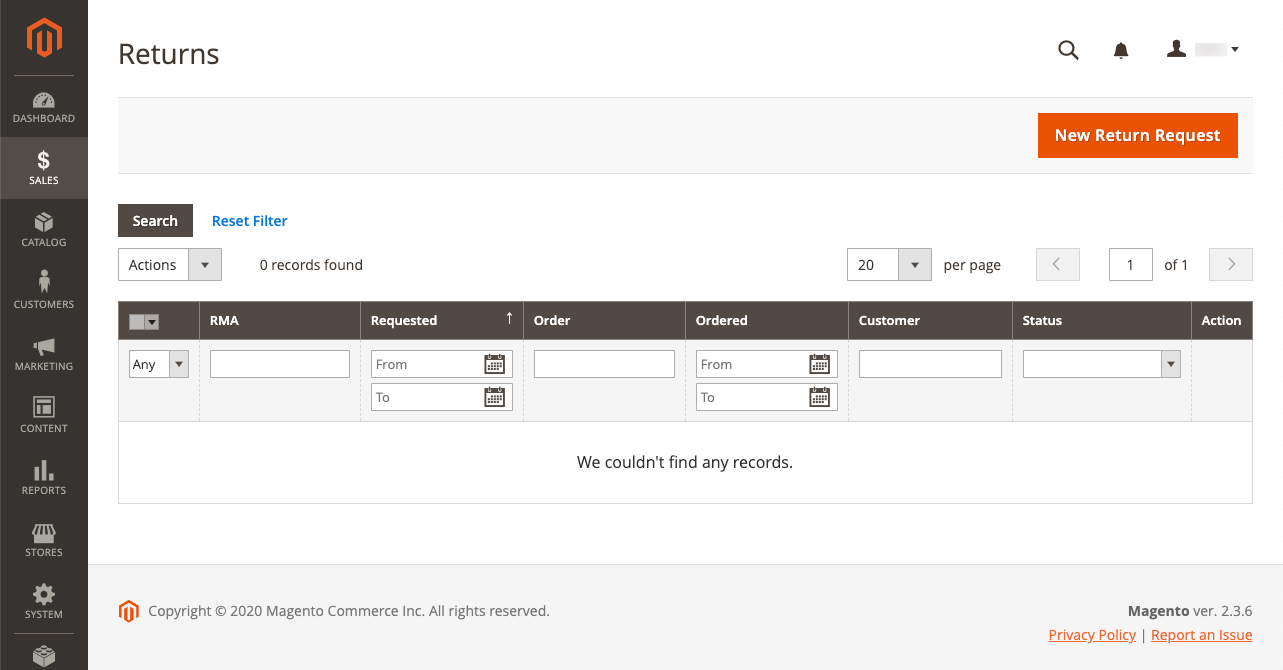 Returns
DASHBOARD
SALES
CATALOG
CUSTOMERS
MARKETING
CONTENT
REPORTS
STORES
SYSTEM
New Return Request
Search Reset Filter
Actions 0 records found 20 per page 1 of 1
RMA Requested ↑ Order Ordered Customer Status Action
Any From From
To To
We couldn't find any records.
Copyright © 2020 Magento Commerce Inc. All rights reserved. Magento ver. 2.3.6
Privacy Policy | Report an Issue